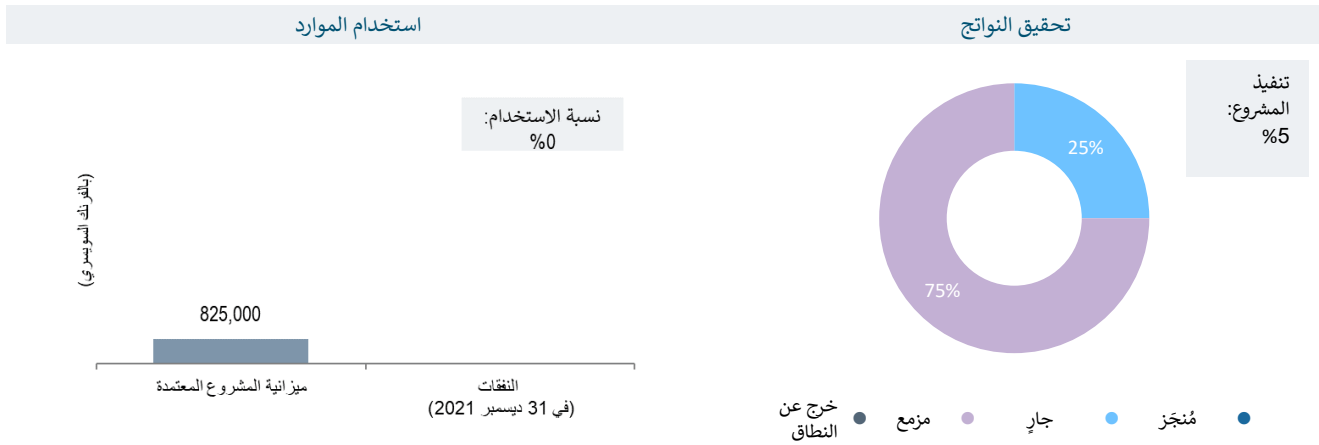 تحقيق النواتج
استخدام الموارد
تنفيذ
المشروع:
%5
25%
75%
مُنجَز
جارٍ
مزمع
خرج عن
النطاق
نسبة الاستخدام:
%0
(بالفرنك السويسري)
825,000
ميزانية المشروع المعتمدة
النفقات
(في 31 ديسمبر 2021)